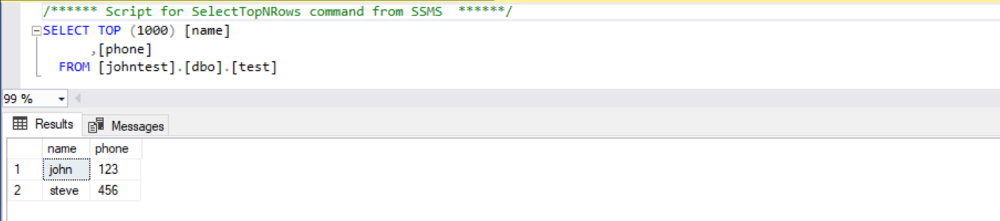 /****** Script for SelectTopNRows command from SSMS  ******/
SELECT TOP (1000) [name]
,[phone]
FROM [johntest].[dbo].[test]
99 %
Results Messages
name phone
1 john 123
2 steve 456